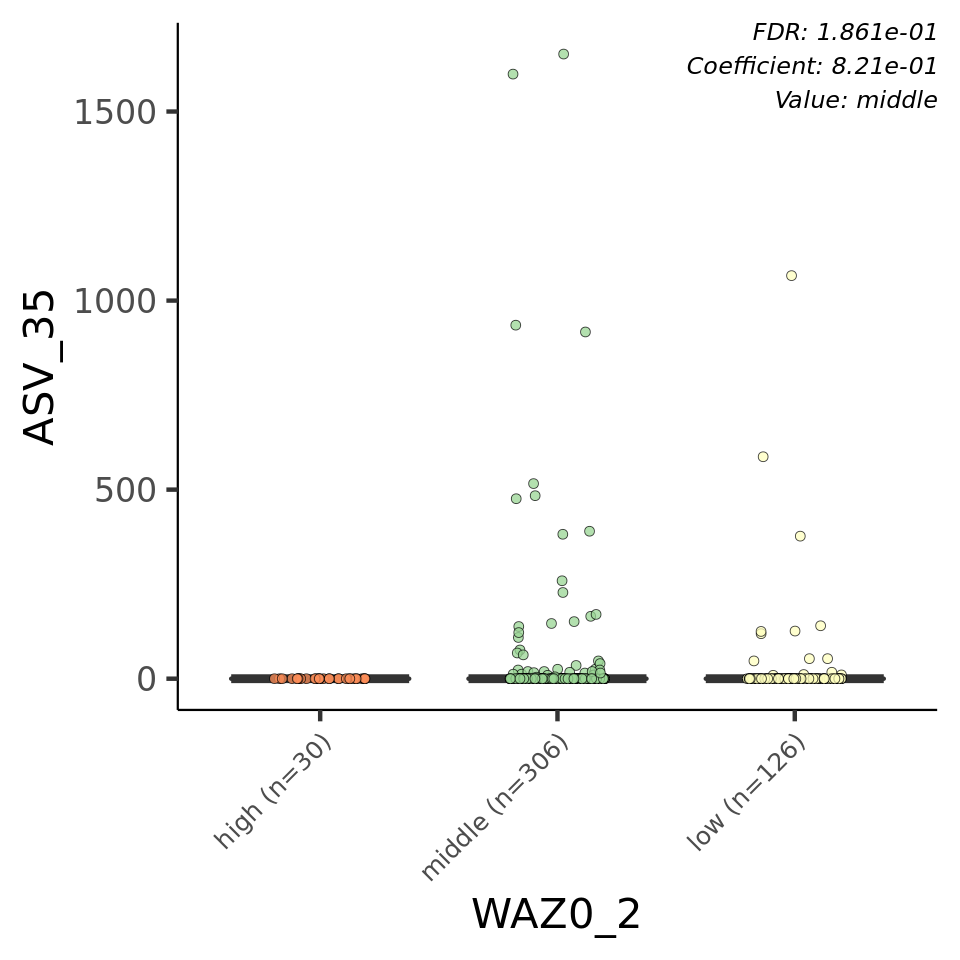 FDR: 1.861e-01
Coefficient: 8.21e-01
Value: middle
1500
1000
500
0
ASV_35
high (n=30)
middle (n=306)
low (n=126)
WAZ0_2